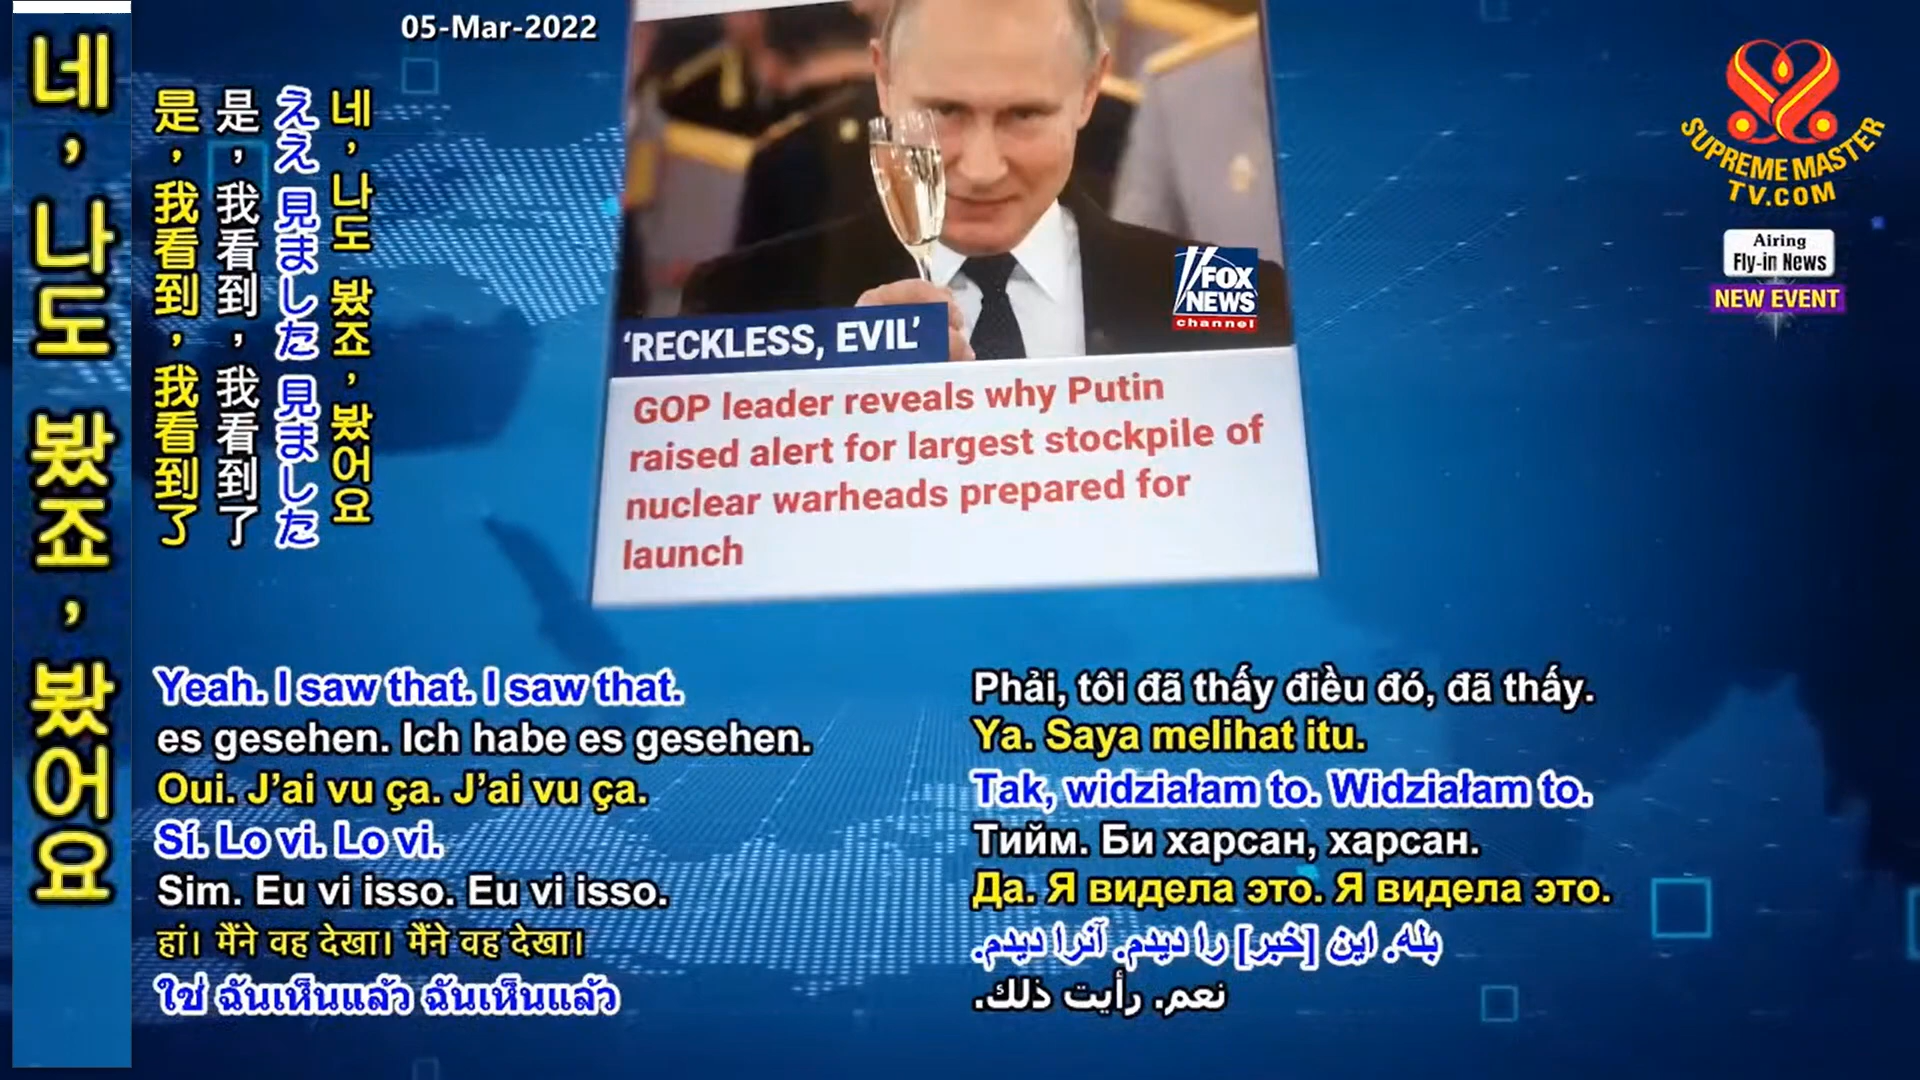 05-Mar-2022
네, 나도 봤죠, 봤어요
是，我看到，我看到了
是，我看到，我看到了
ええ 見ました 見ました
네, 나도 봤죠, 봤어요
FOX
NEWS
channel
‘RECKLESS, EVIL’
GOP leader reveals why Putin
raised alert for largest stockpile of
nuclear warheads prepared for
launch
SUPREME MASTER
TV.COM
Airing
Fly-in News
NEW EVENT
Yeah. I saw that. I saw that.
es gesehen. Ich habe es gesehen.
Oui. J’ai vu ça. J’ai vu ça.
Sí. Lo vi. Lo vi.
Sim. Eu vi isso. Eu vi isso.
हां। मैंने वह देखा। मैंने वह देखा।
ใช่ ฉันเห็นแล้ว ฉันเห็นแล้ว
Phải, tôi đã thấy điều đó, đã thấy.
Ya. Saya melihat itu.
Tak, widziałam to. Widziałam to.
Тийм. Би харсан, харсан.
Да. Я видела это. Я видела это.
بله. این [خبر] را دیدم. آنرا دیدم.
نعم. رأيت ذلك.